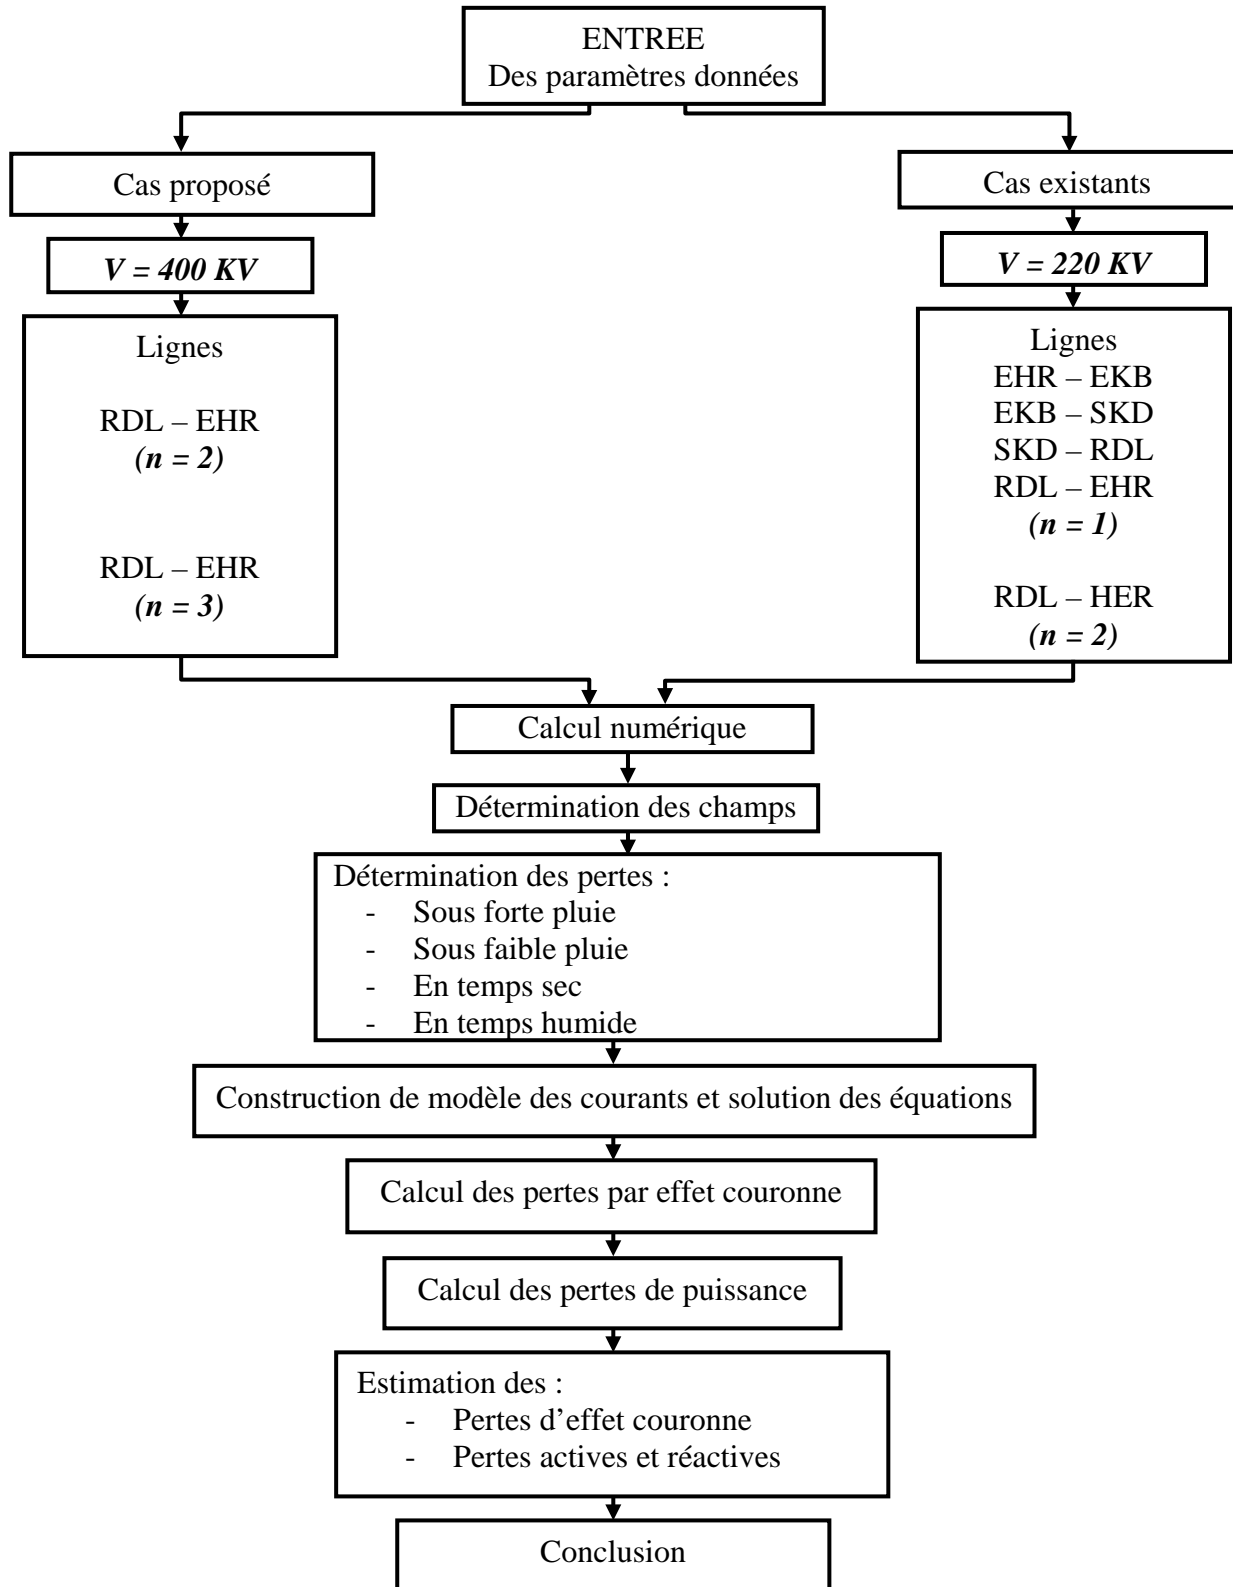 ENTREE
Des paramètres données
Cas proposé
Cas existants
V = 400 KV
V = 220 KV
Lignes
RDL – EHR
(n = 2)
RDL – EHR
(n = 3)
Lignes
EHR – EKB
EKB – SKD
SKD – RDL
RDL – EHR
(n = 1)
RDL – HER
(n = 2)
Calcul numérique
Détermination des champs
Détermination des pertes :
- Sous forte pluie
- Sous faible pluie
- En temps sec
- En temps humide
Construction de modèle des courants et solution des équations
Calcul des pertes par effet couronne
Calcul des pertes de puissance
Estimation des :
- Pertes d’effet couronne
- Pertes actives et réactives
Conclusion